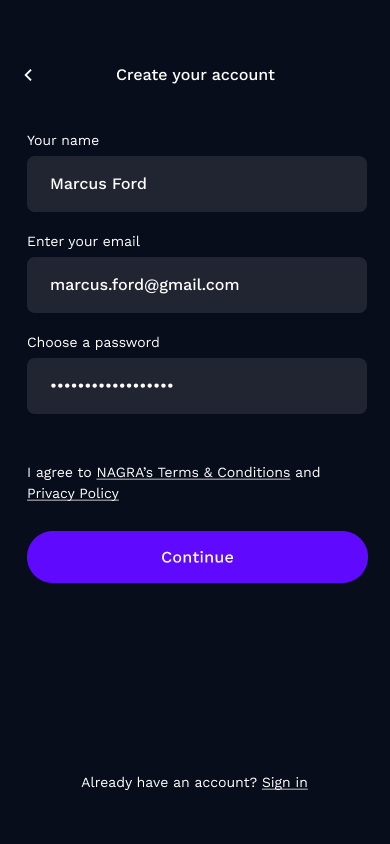 Create your account
Your name
Marcus Ford
Enter your email
marcus.ford@gmail.com
Choose a password
••••••••••••••••••
I agree to NAGRA’s Terms & Conditions and
Privacy Policy
Continue
Already have an account? Sign in